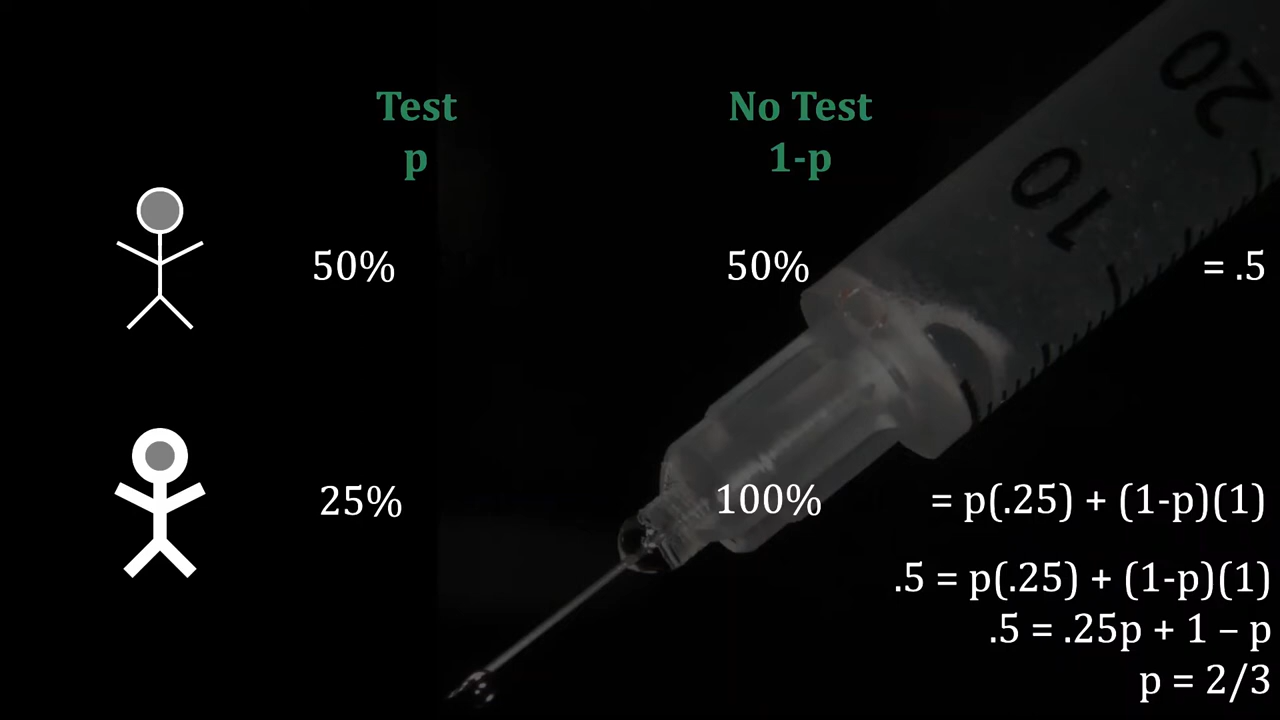 Test
No Test
p
1-p
50%
50%
= .5
25%
100%
= p(.25) + (1-p)(1)
.5 = p(.25) + (1-p)(1)
.5 = .25p + 1 – p
p = 2/3
10
20